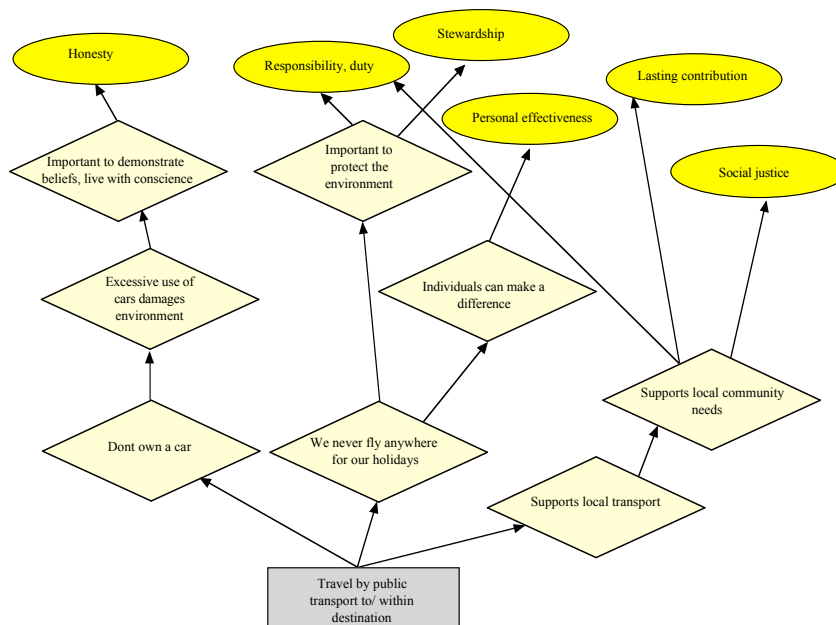 Stewardship
Honesty
Responsibility, duty
Lasting contribution
Personal effectiveness
Important to demonstrate
beliefs, live with conscience
Important to
protect the
environment
Social justice
Excessive use of
cars damages
environment
Individuals can make a
difference
Supports local community
needs
Dont own a car
We never fly anywhere
for our holidays
Supports local transport
Travel by public
transport to/ within
destination